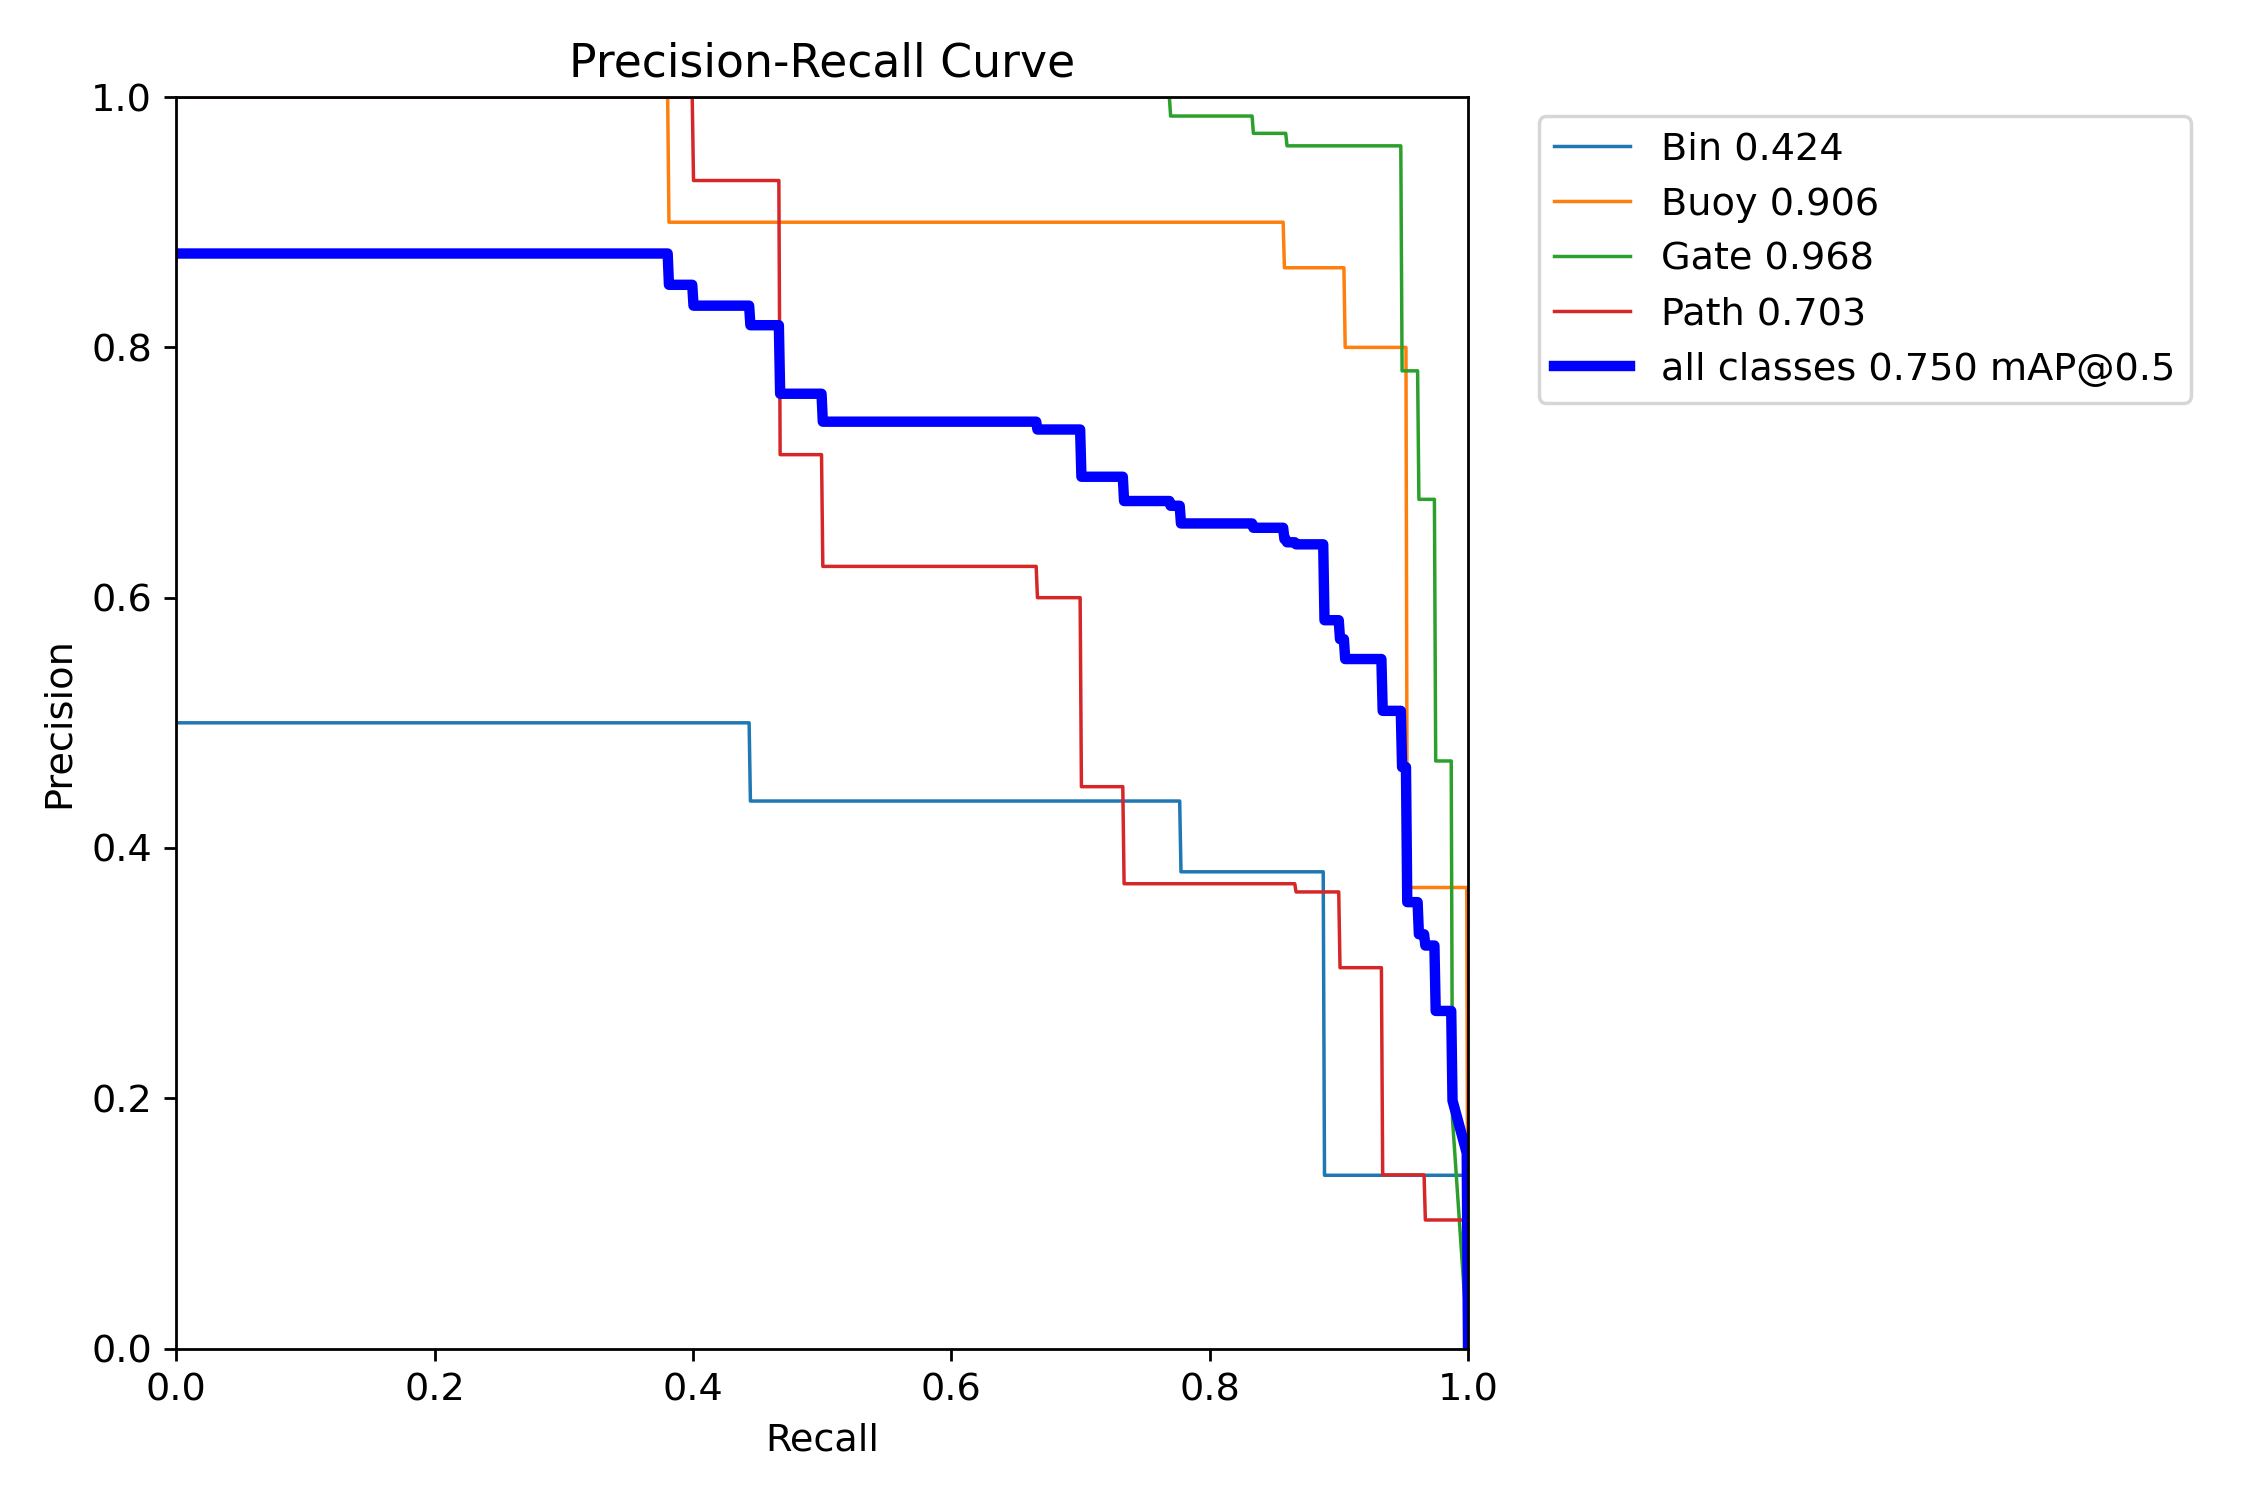 Precision-Recall Curve
1.0
0.8
0.6
0.4
0.2
0.0
Precision
0.0 0.2 0.4 0.6 0.8 1.0
Recall
Bin 0.424
Buoy 0.906
Gate 0.968
Path 0.703
all classes 0.750 mAP@0.5